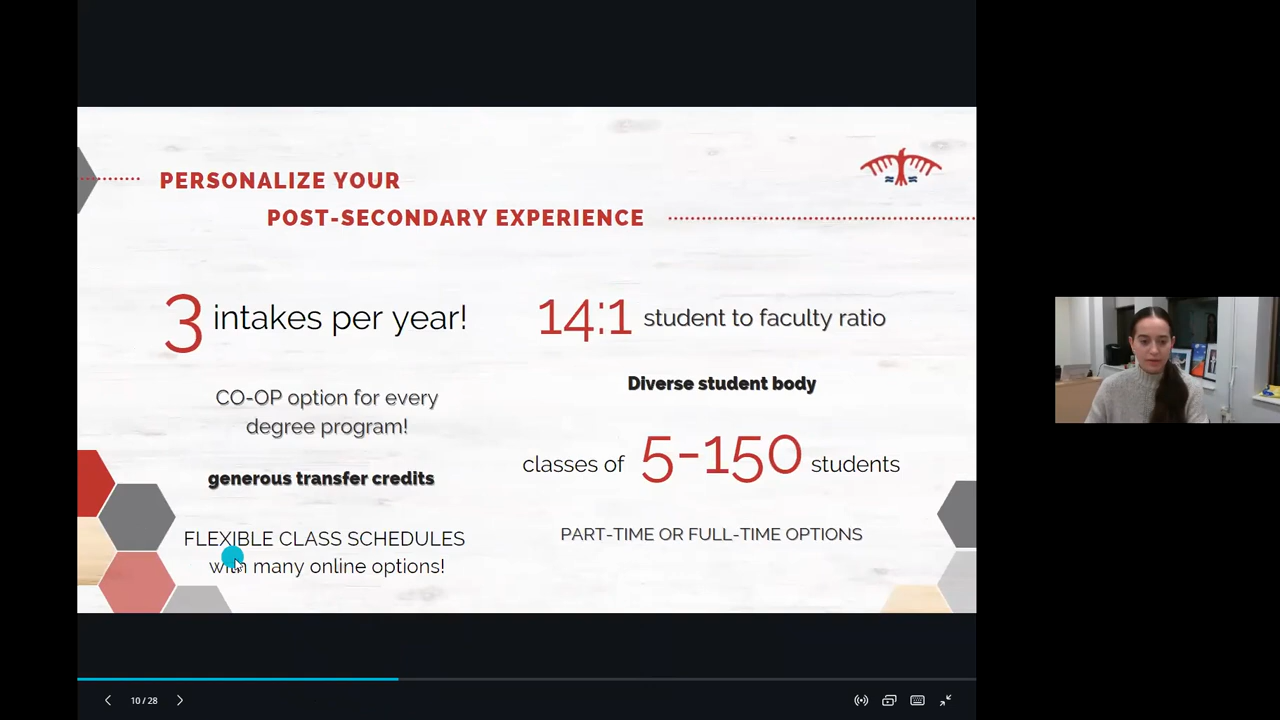 PERSONALIZE YOUR
POST-SECONDARY EXPERIENCE
3 intakes per year!
CO-OP option for every
degree program!
generous transfer credits
FLEXIBLE CLASS SCHEDULES
with many online options!
14:1 student to faculty ratio
Diverse student body
classes of 5-150 students
PART-TIME OR FULL-TIME OPTIONS
10 / 28